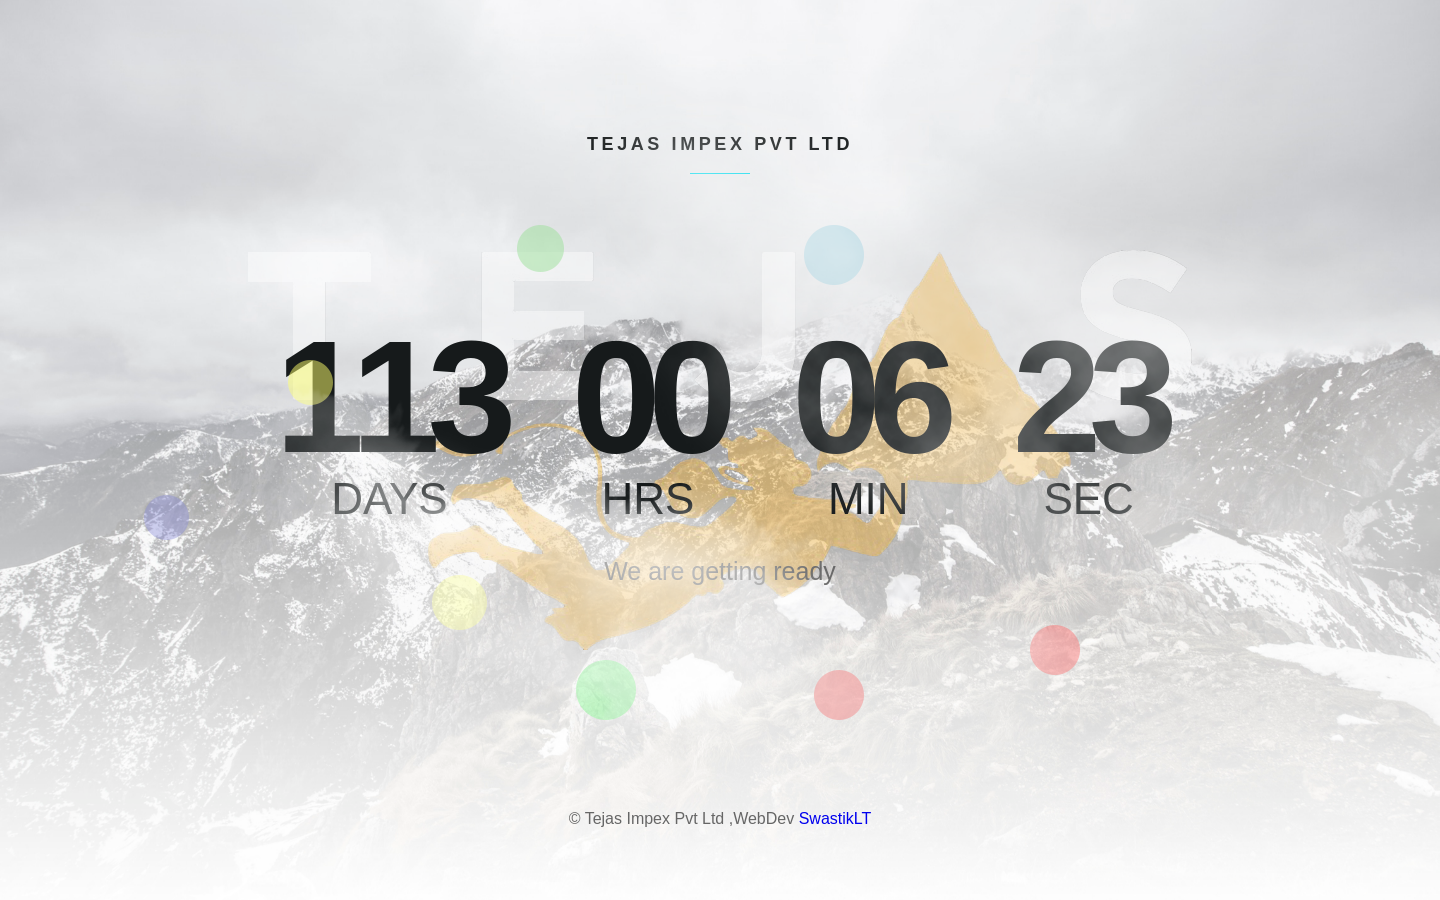 TEJAS IMPEX PVT LTD
TEJAS
113 00 06 23
DAYS HRS MIN SEC
We are getting ready
© Tejas Impex Pvt Ltd ,WebDev SwastikLT